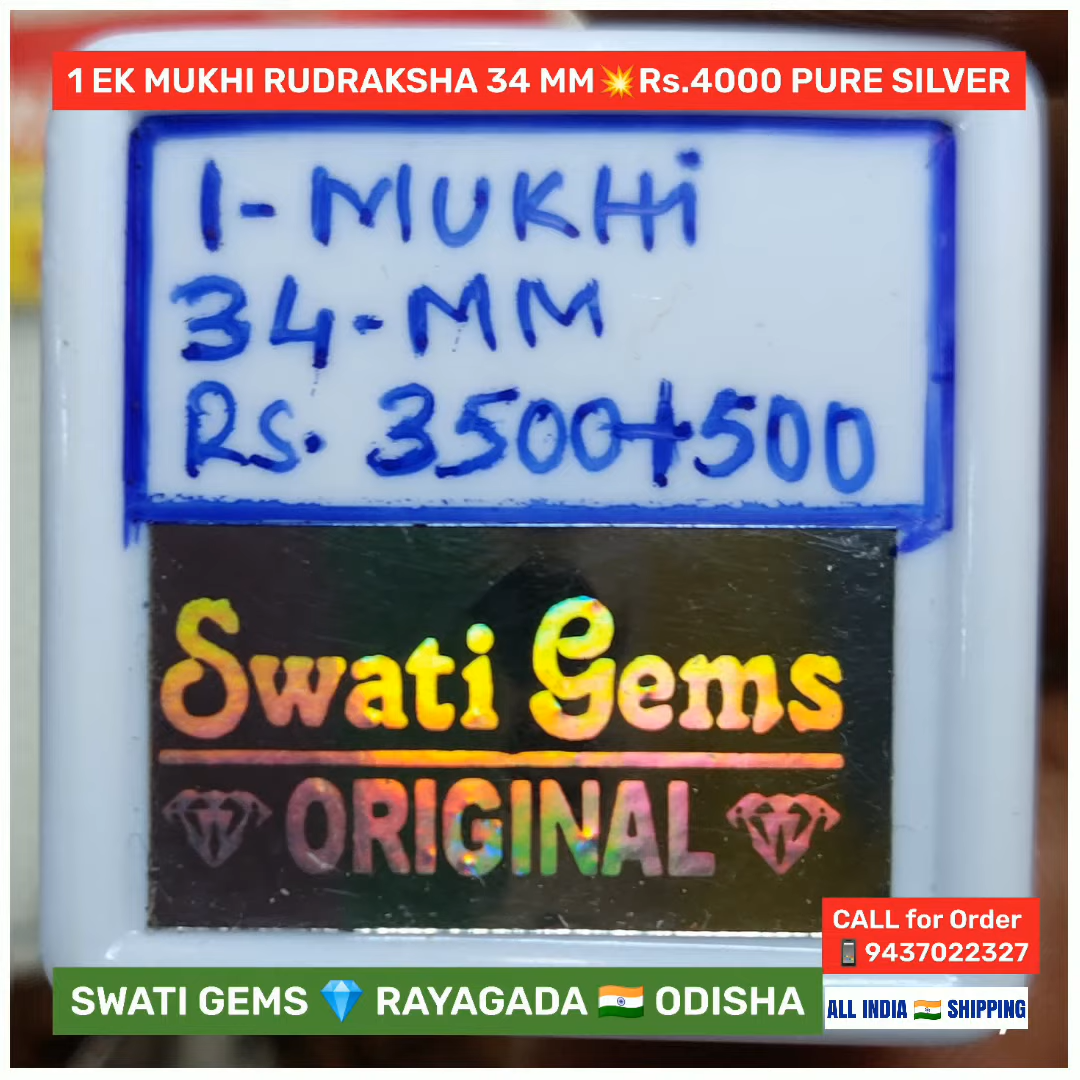 1 EK MUKHI RUDRAKSHA 34 MM💥Rs.4000 PURE SILVER
1-MUKHi
34-MM
RS. 3500+500
Swati Gems
ORIGINAL
CALL for Order
📱9437022327
SWATI GEMS 💎 RAYAGADA 🇮🇳 ODISHA
ALL INDIA 🇮🇳 SHIPPING